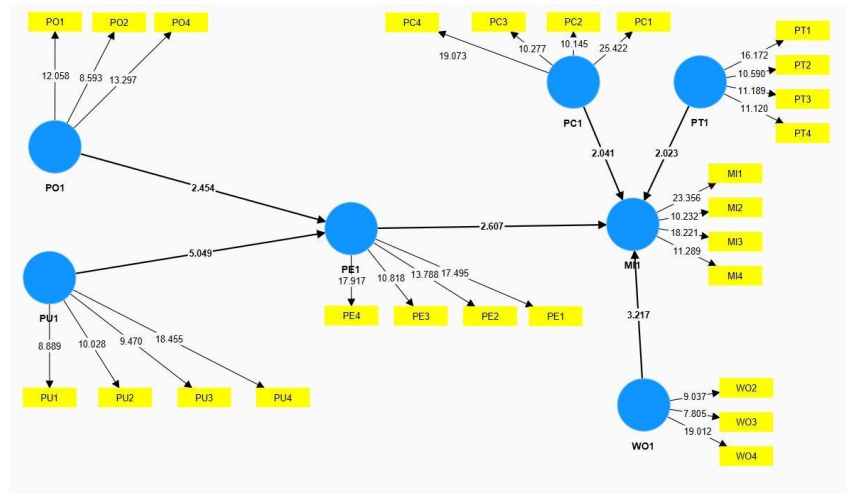 PO1
PO2
PO4
12.058
8.593
13.297
PO1
PC4
PC3
PC2
PC1
19.073
10.277
10.145
25.422
PC1
PT1
PT2
PT3
PT4
16.172
10.590
11.189
11.120
PT1
2.454
5.049
2.607
2.041
2.023
3.217
MI1
MI2
MI3
MI4
23.356
10.232
18.221
11.289
MI1
PE1
17.917
10.818
13.788
17.495
PE4
PE3
PE2
PE1
PU1
8.889
10.028
9.470
18.455
PU1
PU2
PU3
PU4
WO2
WO3
WO4
9.037
7.805
19.012
WO1